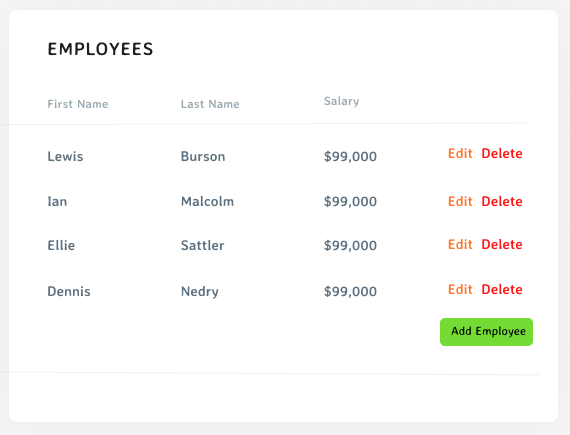 EMPLOYEES
First Name Last Name Salary
Lewis Burson $99,000 Edit Delete
Ian Malcolm $99,000 Edit Delete
Ellie Sattler $99,000 Edit Delete
Dennis Nedry $99,000 Edit Delete
Add Employee